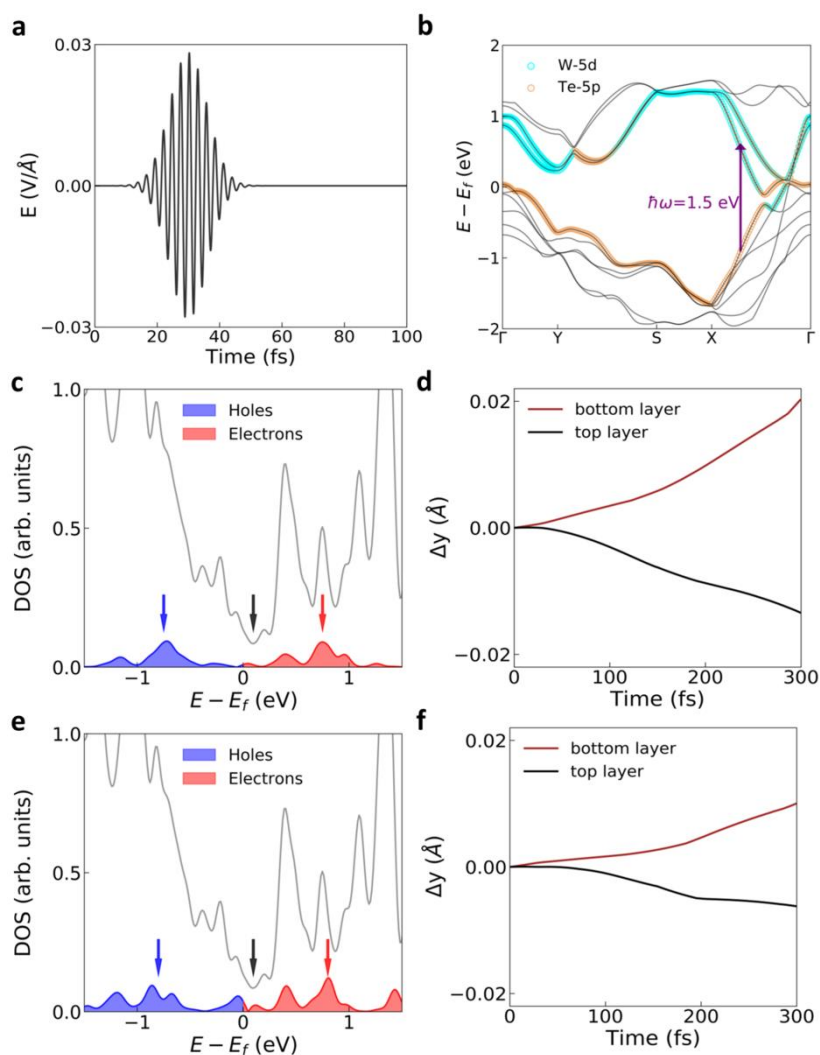 a
0.03
0.00
−0.03
E (V/Å)
0 20 40 60 80 100
Time (fs)
b
2
1
0
−1
−2
E − E_f (eV)
W-5d
Te-5p
ℏω=1.5 eV
Γ Y S X Γ
c
1.0
0.5
0.0
DOS (arb. units)
Holes
Electrons
−1 0 1
E − E_f (eV)
d
0.02
0.00
−0.02
Δy (Å)
bottom layer
top layer
0 100 200 300
Time (fs)
e
1.0
0.5
0.0
DOS (arb. units)
Holes
Electrons
−1 0 1
E − E_f (eV)
f
0.02
0.00
−0.02
Δy (Å)
bottom layer
top layer
0 100 200 300
Time (fs)